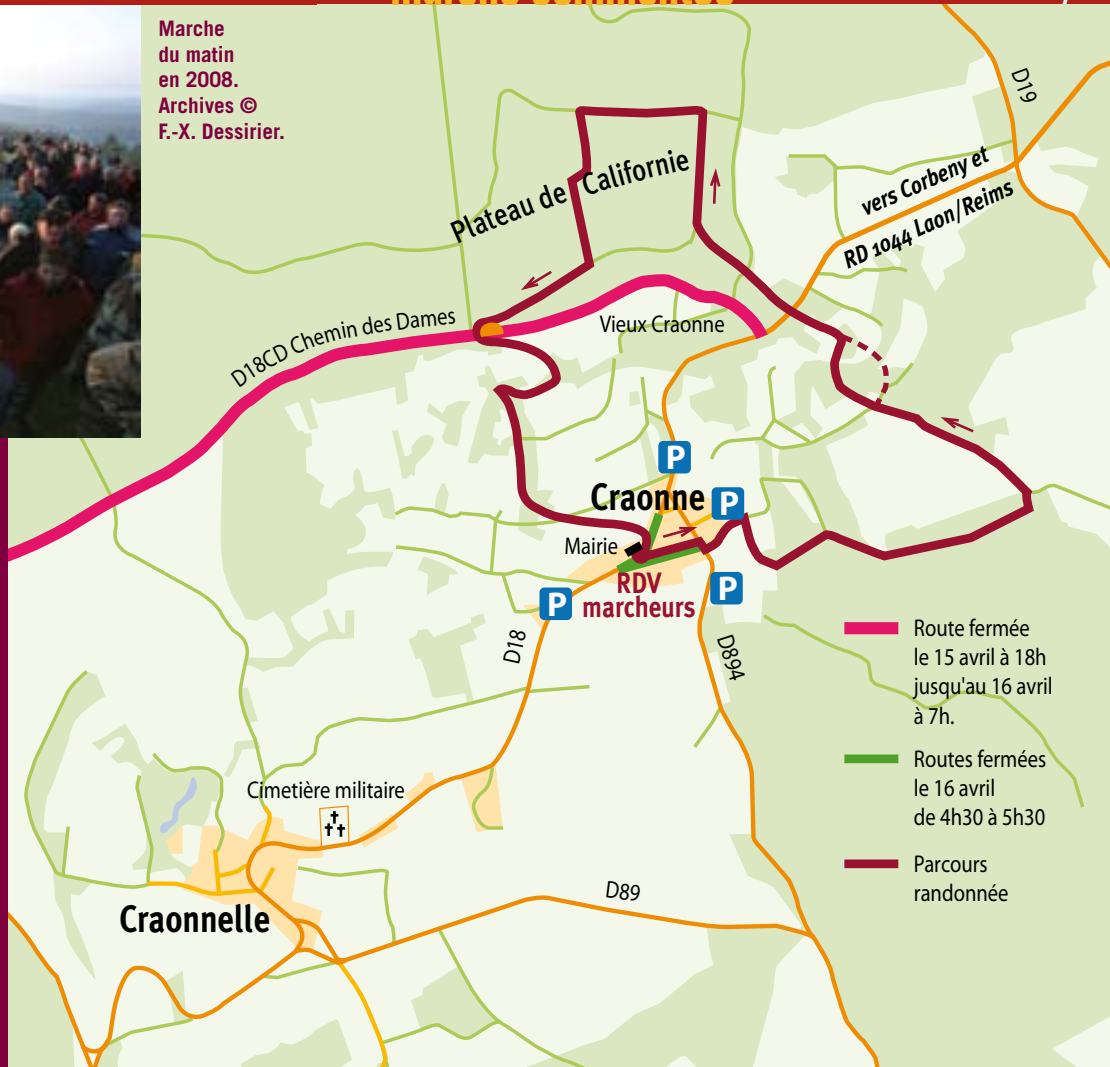 Marche
du matin
en 2008.
Archives ©
F.-X. Dessirier.
D19
vers Corbeny et
RD 1044 Laon/Reims
Plateau de Californie
D18CD Chemin des Dames
Vieux Craonne
P
Craonne
P
Mairie
RDV
marcheurs
P
P
D18
D894
Route fermée
le 15 avril à 18h
jusqu'au 16 avril
à 7h.
Routes fermées
le 16 avril
de 4h30 à 5h30
Parcours
randonnée
Cimetière militaire
D89
Craonnelle